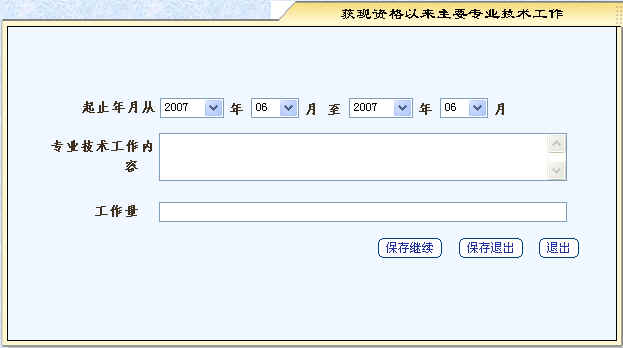 获现资格以来主要专业技术工作
起止年月从 2007 年 06 月 至 2007 年 06 月
专业技术工作内
容
工作量
保存继续 保存退出 退出